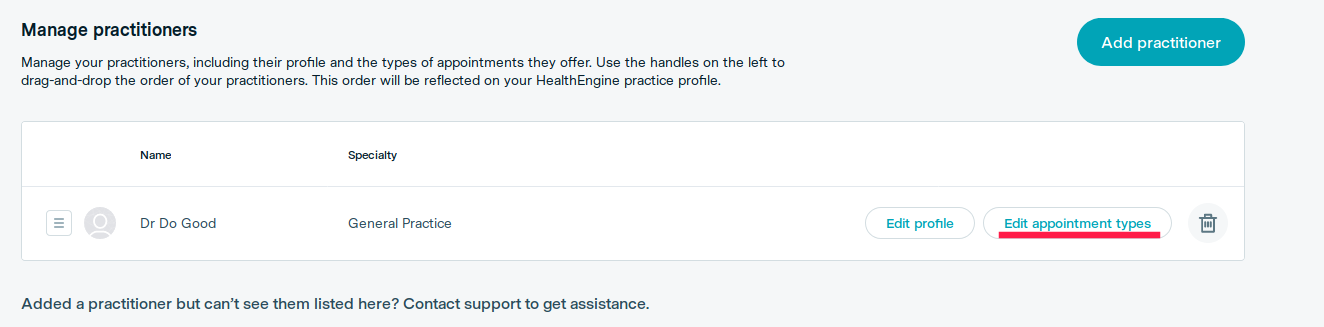 Manage practitioners
Add practitioner
Manage your practitioners, including their profile and the types of appointments they offer. Use the handles on the left to
drag-and-drop the order of your practitioners. This order will be reflected on your HealthEngine practice profile.
Name Specialty
Dr Do Good General Practice Edit profile Edit appointment types
Added a practitioner but can’t see them listed here? Contact support to get assistance.